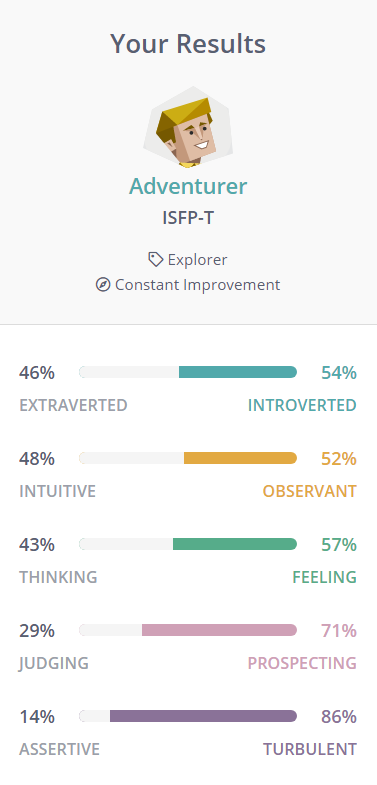 Your Results
Adventurer
ISFP-T
Explorer
Constant Improvement
46% 54%
EXTRAVERTED INTROVERTED
48% 52%
INTUITIVE OBSERVANT
43% 57%
THINKING FEELING
29% 71%
JUDGING PROSPECTING
14% 86%
ASSERTIVE TURBULENT